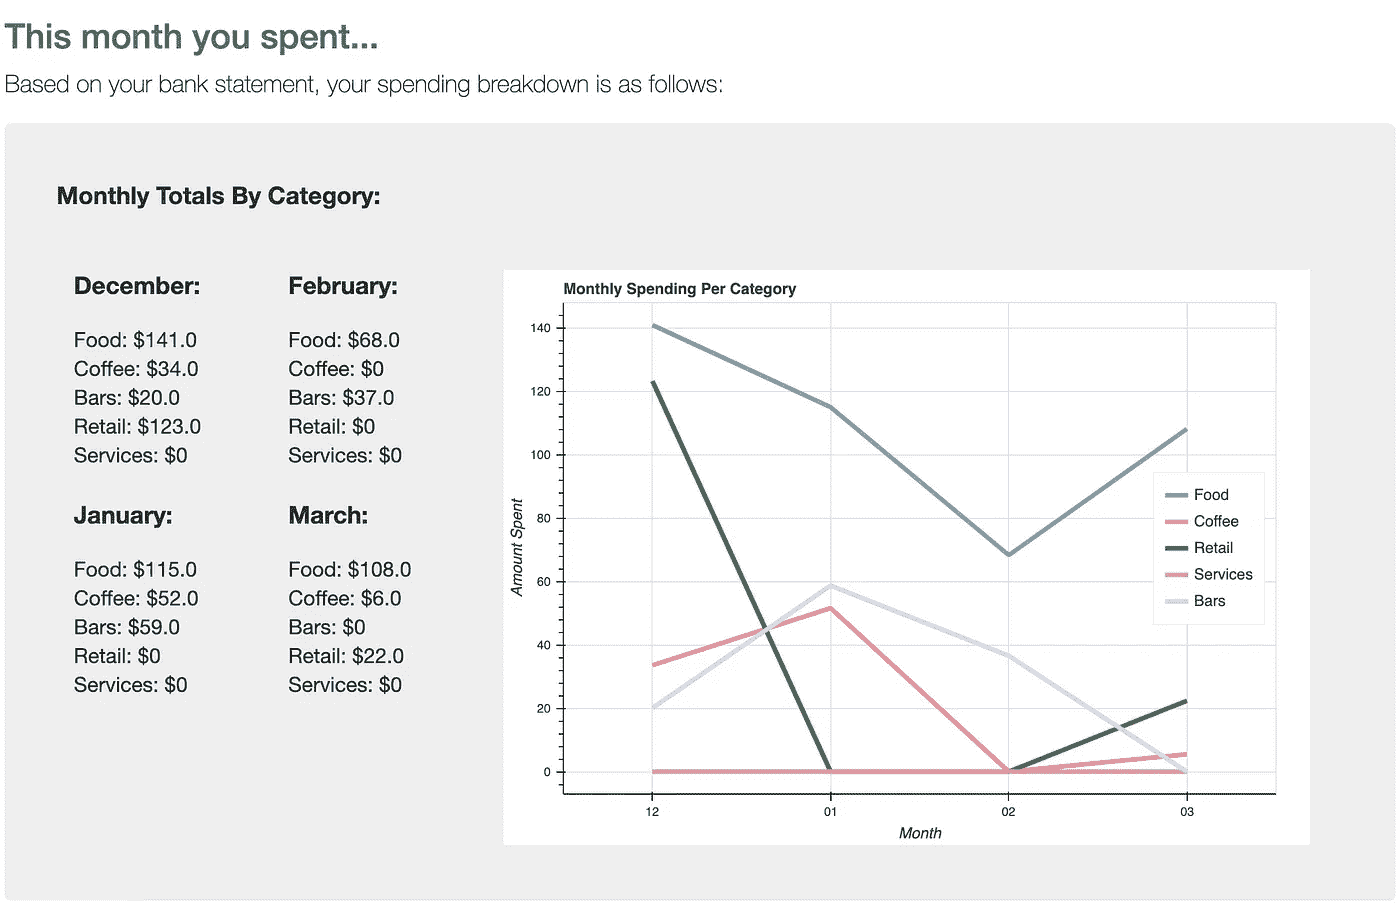 This month you spent...
Based on your bank statement, your spending breakdown is as follows:
Monthly Totals By Category:
December:
Food: $141.0
Coffee: $34.0
Bars: $20.0
Retail: $123.0
Services: $0
January:
Food: $115.0
Coffee: $52.0
Bars: $59.0
Retail: $0
Services: $0
February:
Food: $68.0
Coffee: $0
Bars: $37.0
Retail: $0
Services: $0
March:
Food: $108.0
Coffee: $6.0
Bars: $0
Retail: $22.0
Services: $0
Monthly Spending Per Category
Amount Spent
140
120
100
80
60
40
20
0
12 01 02 03
Month
Food
Coffee
Retail
Services
Bars